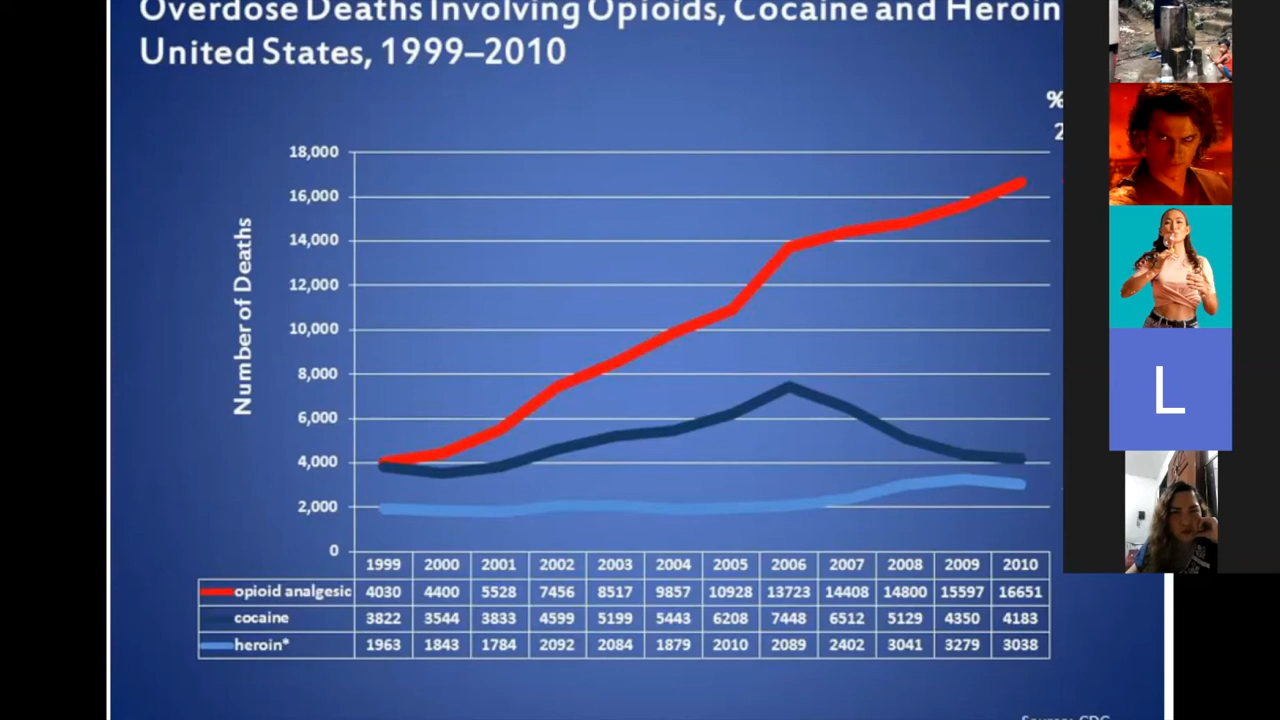 Overdose Deaths Involving Opioids, Cocaine and Heroin
United States, 1999–2010
%
2
Number of Deaths
18,000
16,000
14,000
12,000
10,000
8,000
6,000
4,000
2,000
0
1999 2000 2001 2002 2003 2004 2005 2006 2007 2008 2009 2010
opioid analgesic 4030 4400 5528 7456 8517 9857 10928 13723 14408 14800 15597 16651
cocaine 3822 3544 3833 4599 5199 5443 6208 7448 6512 5129 4350 4183
heroin* 1963 1843 1784 2092 2084 1879 2010 2089 2402 3041 3279 3038
Source: CDC
L